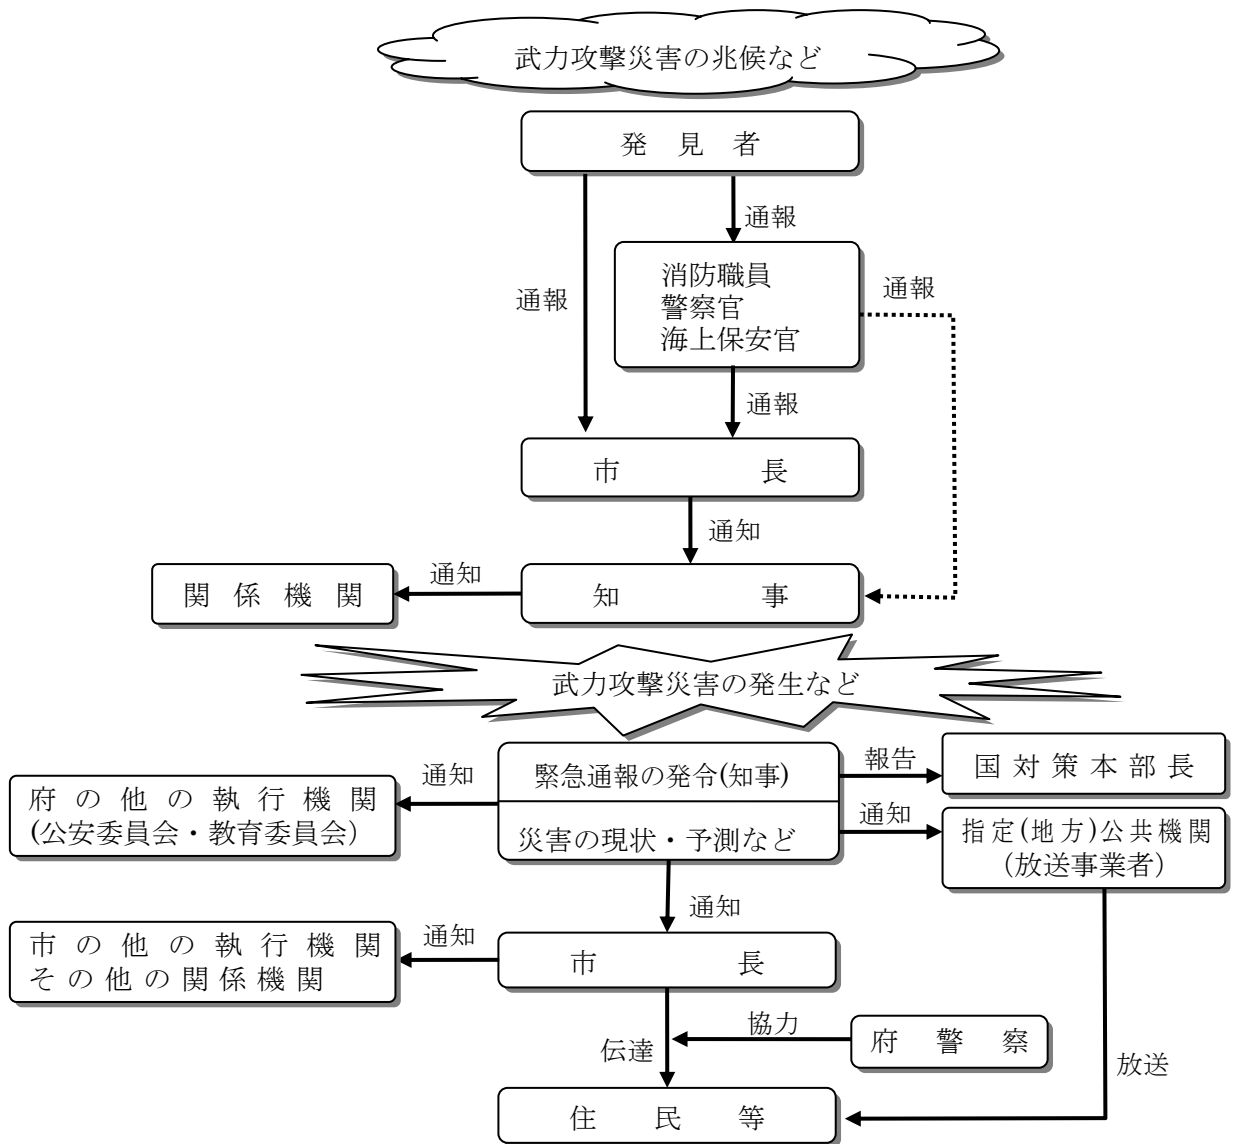 武力攻撃災害の兆候など
発見者
通報
通報
消防職員
警察官
海上保安官
通報
通報
市長
通知
関係機関
通知
知事
武力攻撃災害の発生など
府の他の執行機関
(公安委員会・教育委員会)
通知
緊急通報の発令(知事)
災害の現状・予測など
報告
国対策本部長
通知
指定(地方)公共機関
(放送事業者)
通知
市の他の執行機関
その他の関係機関
通知
市長
協力
府警察
伝達
放送
住民等